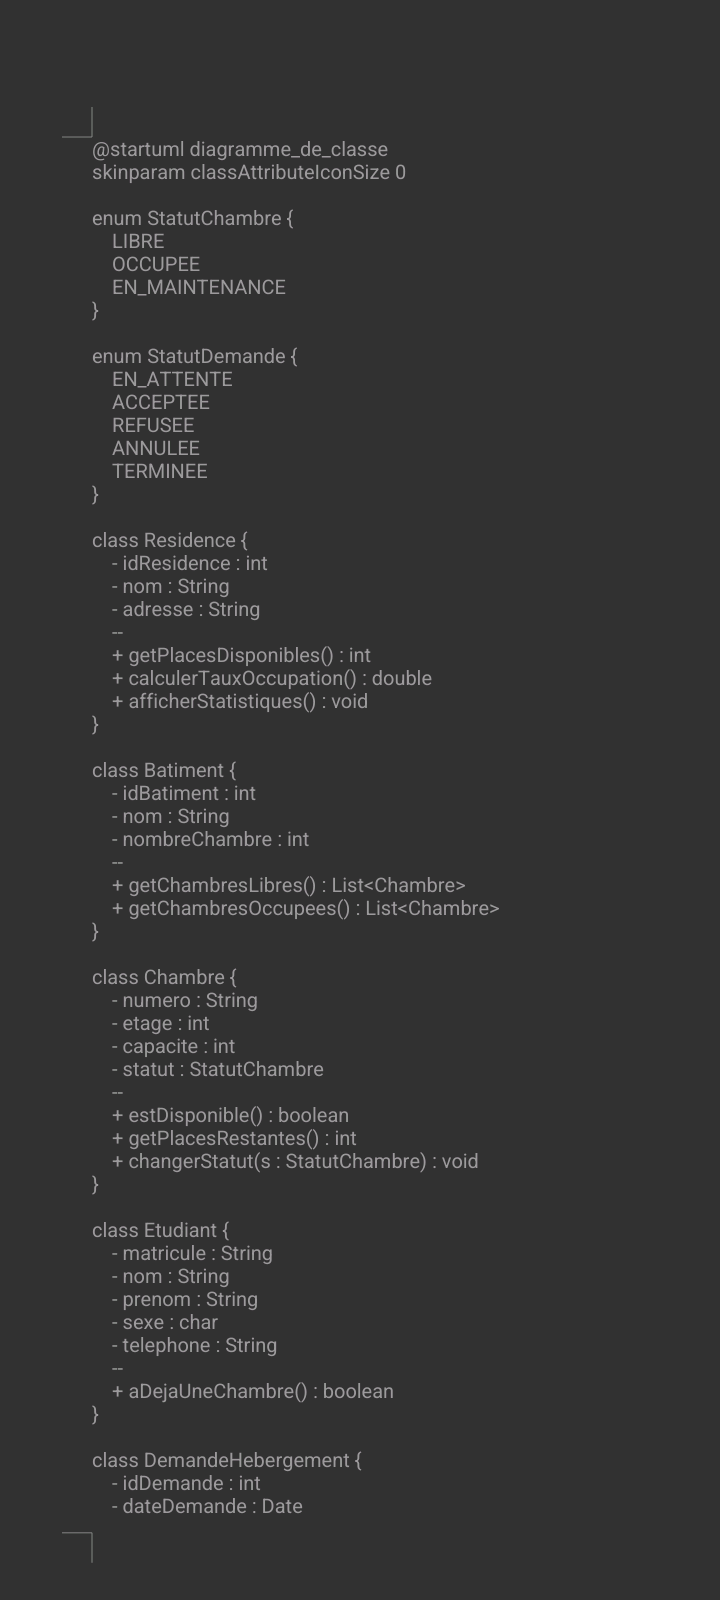 @startuml diagramme_de_classe
skinparam classAttributeIconSize 0
enum StatutChambre {
LIBRE
OCCUPEE
EN_MAINTENANCE
}
enum StatutDemande {
EN_ATTENTE
ACCEPTEE
REFUSEE
ANNULEE
TERMINEE
}
class Residence {
- idResidence : int
- nom : String
- adresse : String
--
+ getPlacesDisponibles() : int
+ calculerTauxOccupation() : double
+ afficherStatistiques() : void
}
class Batiment {
- idBatiment : int
- nom : String
- nombreChambre : int
--
+ getChambresLibres() : List<Chambre>
+ getChambresOccupees() : List<Chambre>
}
class Chambre {
- numero : String
- etage : int
- capacite : int
- statut : StatutChambre
--
+ estDisponible() : boolean
+ getPlacesRestantes() : int
+ changerStatut(s : StatutChambre) : void
}
class Etudiant {
- matricule : String
- nom : String
- prenom : String
- sexe : char
- telephone : String
--
+ aDejaUneChambre() : boolean
}
class DemandeHebergement {
- idDemande : int
- dateDemande : Date